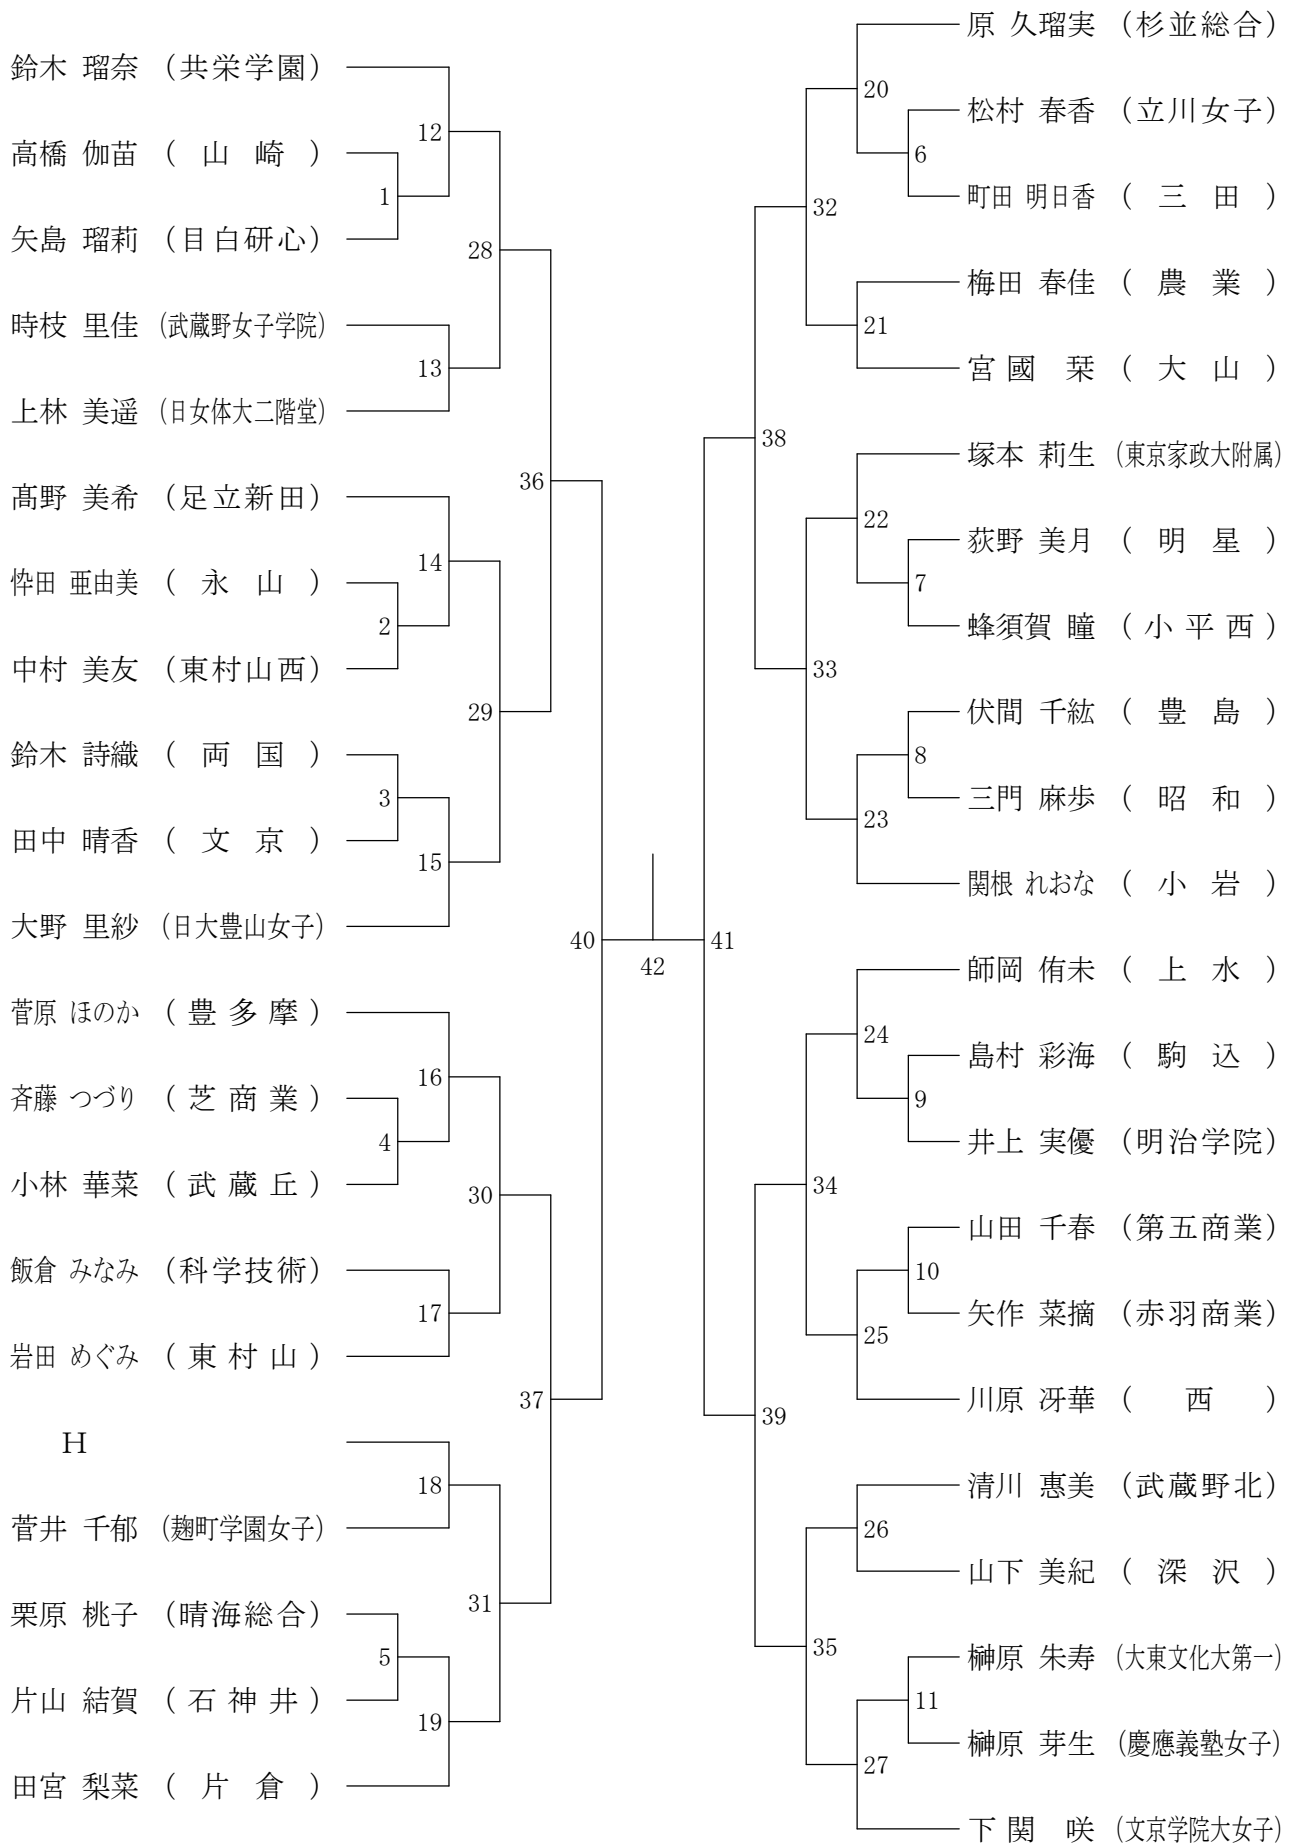 鈴木 瑠奈 （共栄学園）
高橋 伽苗 （ 山 崎 ）
矢島 瑠莉 （目白研心）
時枝 里佳 （武蔵野女子学院）
上林 美遥 （日女体大二階堂）
髙野 美希 （足立新田）
忰田 亜由美 （ 永 山 ）
中村 美友 （東村山西）
鈴木 詩織 （ 両 国 ）
田中 晴香 （ 文 京 ）
大野 里紗 （日大豊山女子）
菅原 ほのか （ 豊 多 摩 ）
斉藤 つづり （ 芝 商 業 ）
小林 華菜 （ 武 蔵 丘 ）
飯倉 みなみ （科学技術）
岩田 めぐみ （ 東 村 山 ）
H
菅井 千郁 （麹町学園女子）
栗原 桃子 （晴海総合）
片山 結賀 （ 石 神 井 ）
田宮 梨菜 （ 片 倉 ）
1
2
3
4
5
12
13
14
15
16
17
18
19
28
29
30
31
36
37
40
42
41
38
39
32
33
34
35
20
21
22
23
24
25
26
27
6
7
8
9
10
11
原 久瑠実 （杉並総合）
松村 春香 （立川女子）
町田 明日香 （ 三 田 ）
梅田 春佳 （ 農 業 ）
宮國 栞 （ 大 山 ）
塚本 莉生 （東京家政大附属）
荻野 美月 （ 明 星 ）
蜂須賀 瞳 （ 小 平 西 ）
伏間 千紘 （ 豊 島 ）
三門 麻歩 （ 昭 和 ）
関根 れおな （ 小 岩 ）
師岡 侑未 （ 上 水 ）
島村 彩海 （ 駒 込 ）
井上 実優 （明治学院）
山田 千春 （第五商業）
矢作 菜摘 （赤羽商業）
川原 冴華 （ 西 ）
清川 惠美 （武蔵野北）
山下 美紀 （ 深 沢 ）
榊原 朱寿 （大東文化大第一）
榊原 芽生 （慶應義塾女子）
下関 咲 （文京学院大女子）